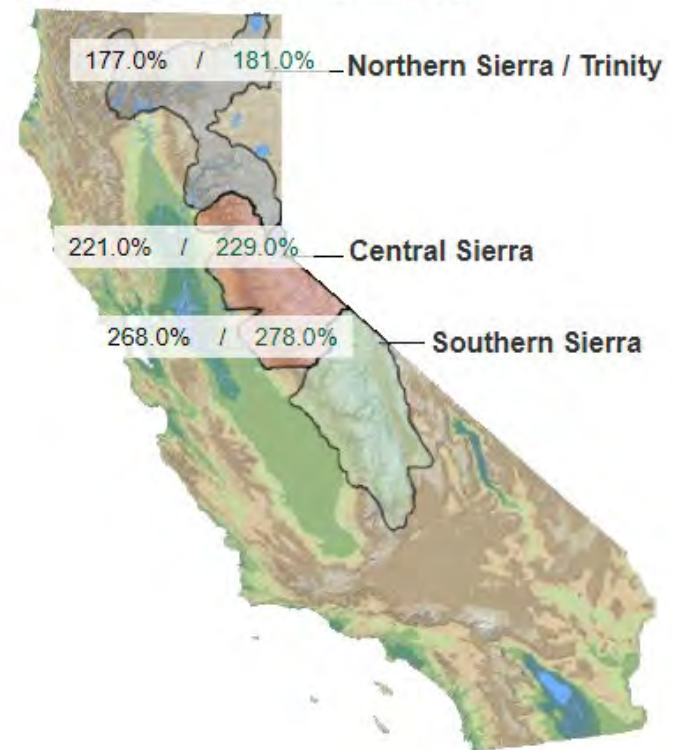 177.0% / 181.0% Northern Sierra / Trinity
221.0% / 229.0% Central Sierra
268.0% / 278.0% Southern Sierra